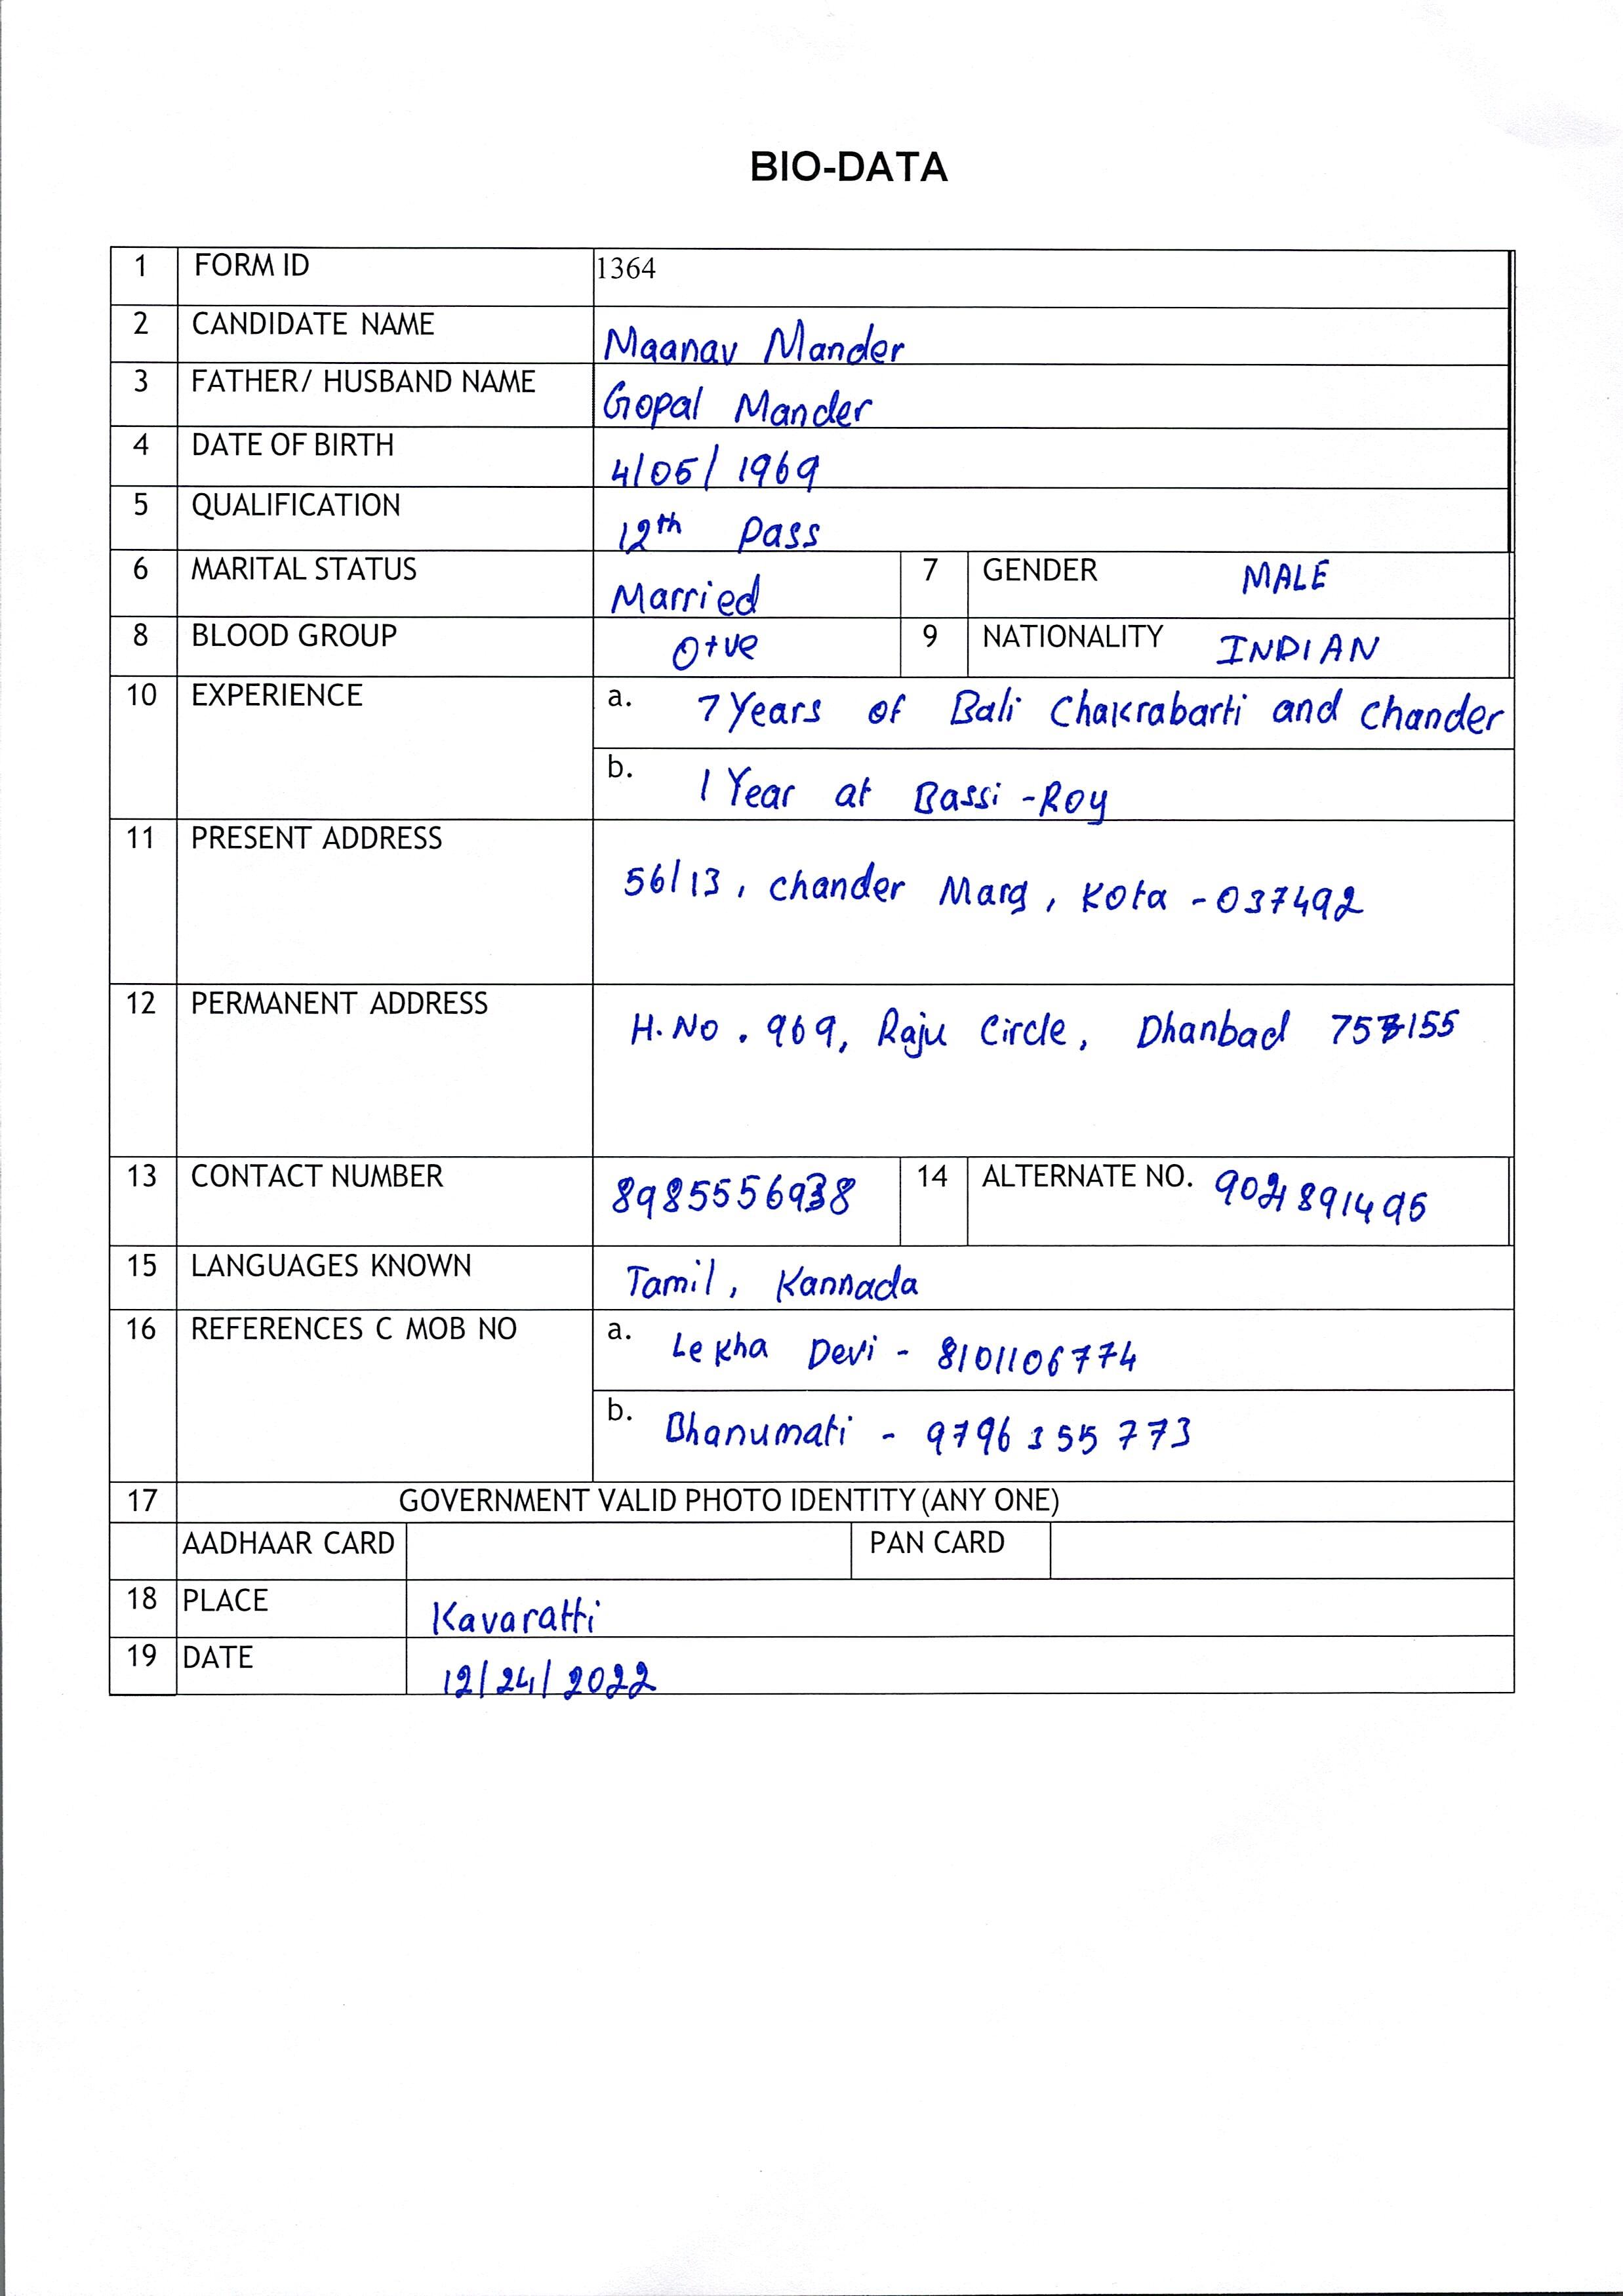 BIO-DATA
1 FORM ID 1364
2 CANDIDATE NAME Maanav Mander
3 FATHER/ HUSBAND NAME Gopal Mander
4 DATE OF BIRTH 4/05/1969
5 QUALIFICATION 12th Pass
6 MARITAL STATUS Married 7 GENDER MALE
8 BLOOD GROUP O+ve 9 NATIONALITY INDIAN
10 EXPERIENCE a. 7 Years of Bali Chakrabarti and chander
b. 1 Year at Bassi-Roy
11 PRESENT ADDRESS 56/13, chander Marg, Kota -037492
12 PERMANENT ADDRESS H.No. 969, Raju Circle, Dhanbad
13 CONTACT NUMBER 8985556938 14 ALTERNATE NO.
15 LANGUAGES KNOWN Tamil, Kannada
16 REFERENCES C MOB NO a. Lekha Devi - 8101106774
b. Bhanumati - 9796355773
17 GOVERNMENT VALID PHOTO IDENTITY (ANY ONE)
AADHAAR CARD PAN CARD
18 PLACE Kavaratti
19 DATE 12/24/2022